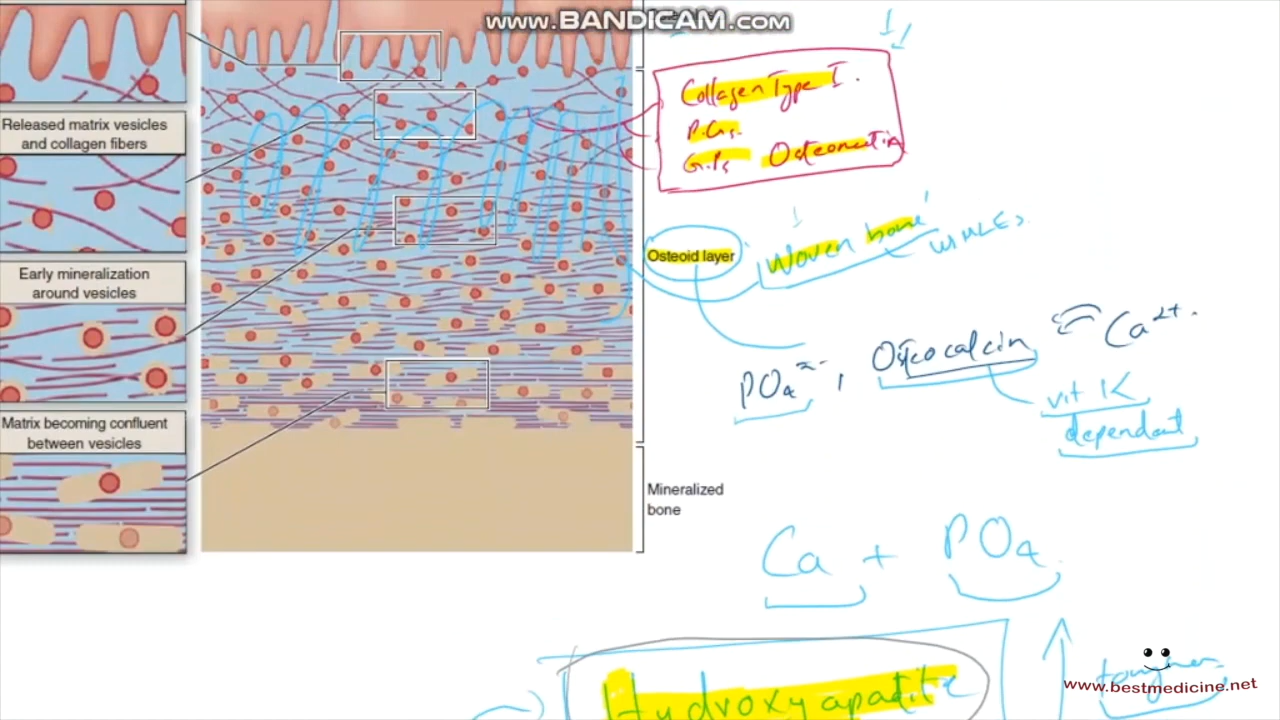 www.BANDICAM.com
Released matrix vesicles
and collagen fibers
Early mineralization
around vesicles
Matrix becoming confluent
between vesicles
Collagen Type I.
P.Gs.
G.Ps Osteonectin
Osteoid layer
Woven bone
PO₄ , Osteocalcin Ca²⁺.
vit K
dependant
Mineralized
bone
Ca + PO₄
Hydroxyapatite
www.bestmedicine.net